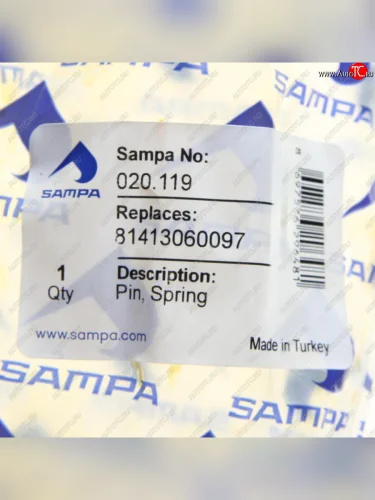 www.AutoTC.ru
SAMPA
SAMPA
Sampa No:
020.119
Replaces:
81413060097
1
Qty
Description:
Pin, Spring
www.sampa.com
Made in Turkey
SAMPA
SAMPA